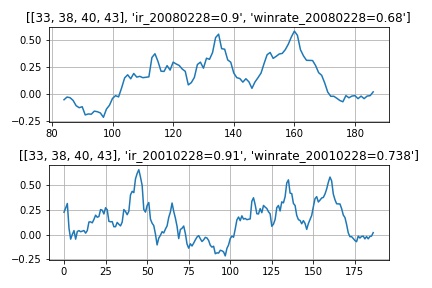 [[33, 38, 40, 43], 'ir_20080228=0.9', 'winrate_20080228=0.68']
0.50
0.25
0.00
−0.25
80 100 120 140 160 180
[[33, 38, 40, 43], 'ir_20010228=0.91', 'winrate_20010228=0.738']
0.50
0.25
0.00
−0.25
0 25 50 75 100 125 150 175